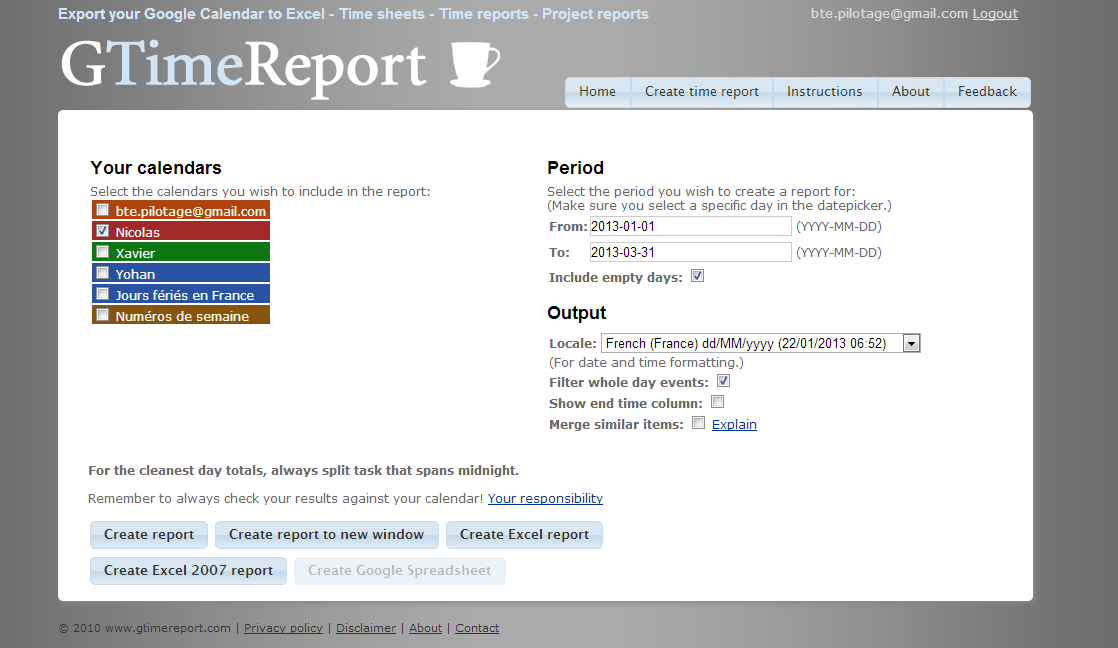 Export your Google Calendar to Excel - Time sheets - Time reports - Project reports
bte.pilotage@gmail.com Logout
GTimeReport
Home Create time report Instructions About Feedback
Your calendars
Select the calendars you wish to include in the report:
bte.pilotage@gmail.com
Nicolas
Xavier
Yohan
Jours fériés en France
Numéros de semaine
Period
Select the period you wish to create a report for:
(Make sure you select a specific day in the datepicker.)
From: 2013-01-01 (YYYY-MM-DD)
To: 2013-03-31 (YYYY-MM-DD)
Include empty days:
Output
Locale: French (France) dd/MM/yyyy (22/01/2013 06:52)
(For date and time formatting.)
Filter whole day events:
Show end time column:
Merge similar items: Explain
For the cleanest day totals, always split task that spans midnight.
Remember to always check your results against your calendar! Your responsibility
Create report Create report to new window Create Excel report
Create Excel 2007 report Create Google Spreadsheet
© 2010 www.gtimereport.com | Privacy policy | Disclaimer | About | Contact